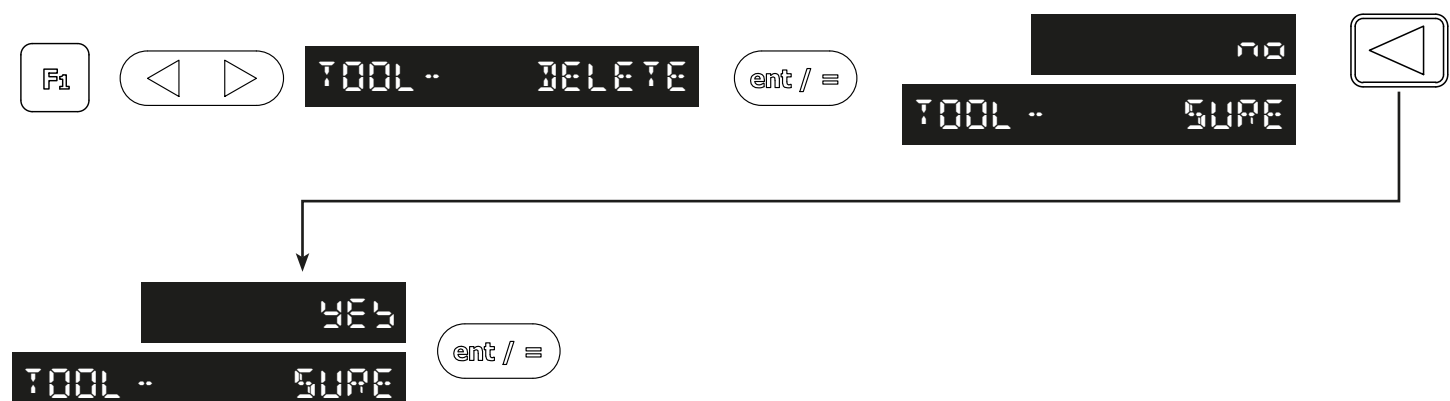 F1
TOOL - DELETE
ent / =
no
TOOL - SURE
YES
TOOL - SURE
ent / =